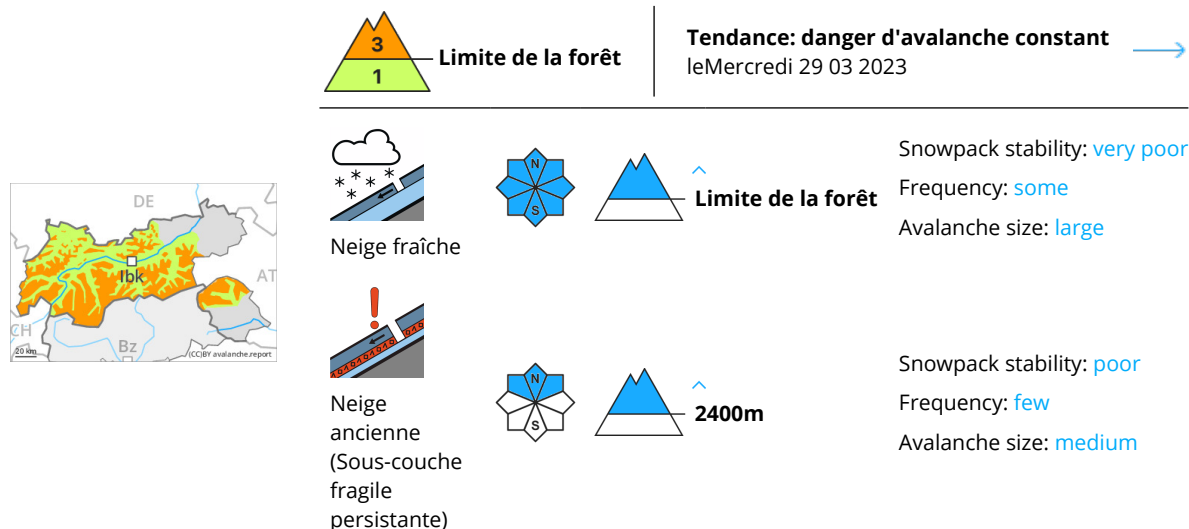 3
1
Limite de la forêt
Tendance: danger d'avalanche constant
leMercredi 29 03 2023
DE
Ibk
AT
CH
Bz
20 km
(CC)BY avalanche.report
Neige fraîche
N
S
Limite de la forêt
Snowpack stability: very poor
Frequency: some
Avalanche size: large
Neige
ancienne
(Sous-couche
fragile
persistante)
N
S
2400m
Snowpack stability: poor
Frequency: few
Avalanche size: medium